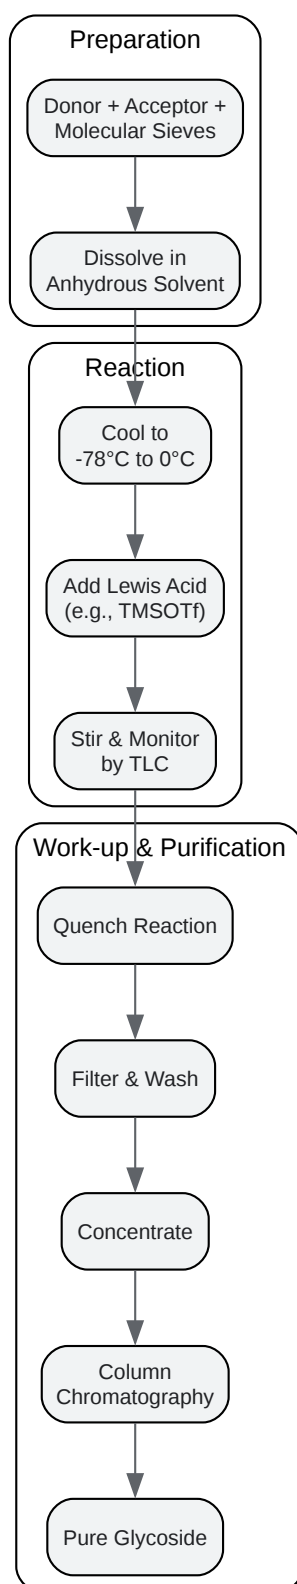 Preparation
Donor + Acceptor +
Molecular Sieves
Dissolve in
Anhydrous Solvent
Reaction
Cool to
-78°C to 0°C
Add Lewis Acid
(e.g., TMSOTf)
Stir & Monitor
by TLC
Work-up & Purification
Quench Reaction
Filter & Wash
Concentrate
Column
Chromatography
Pure Glycoside